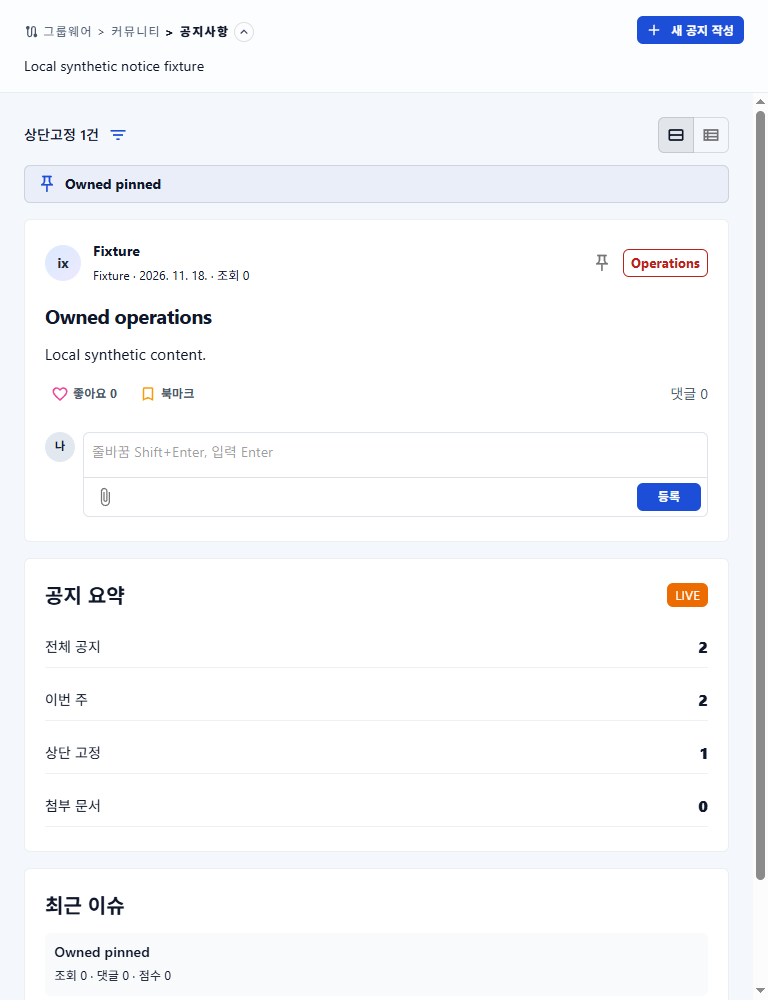 그룹웨어 > 커뮤니티 > 공지사항
새 공지 작성
Local synthetic notice fixture
상단고정 1건
Owned pinned
ix
Fixture
Fixture · 2026. 11. 18. · 조회 0
Operations
Owned operations
Local synthetic content.
좋아요 0
북마크
댓글 0
나
줄바꿈 Shift+Enter, 입력 Enter
등록
공지 요약
LIVE
전체 공지 2
이번 주 2
상단 고정 1
첨부 문서 0
최근 이슈
Owned pinned
조회 0 · 댓글 0 · 점수 0